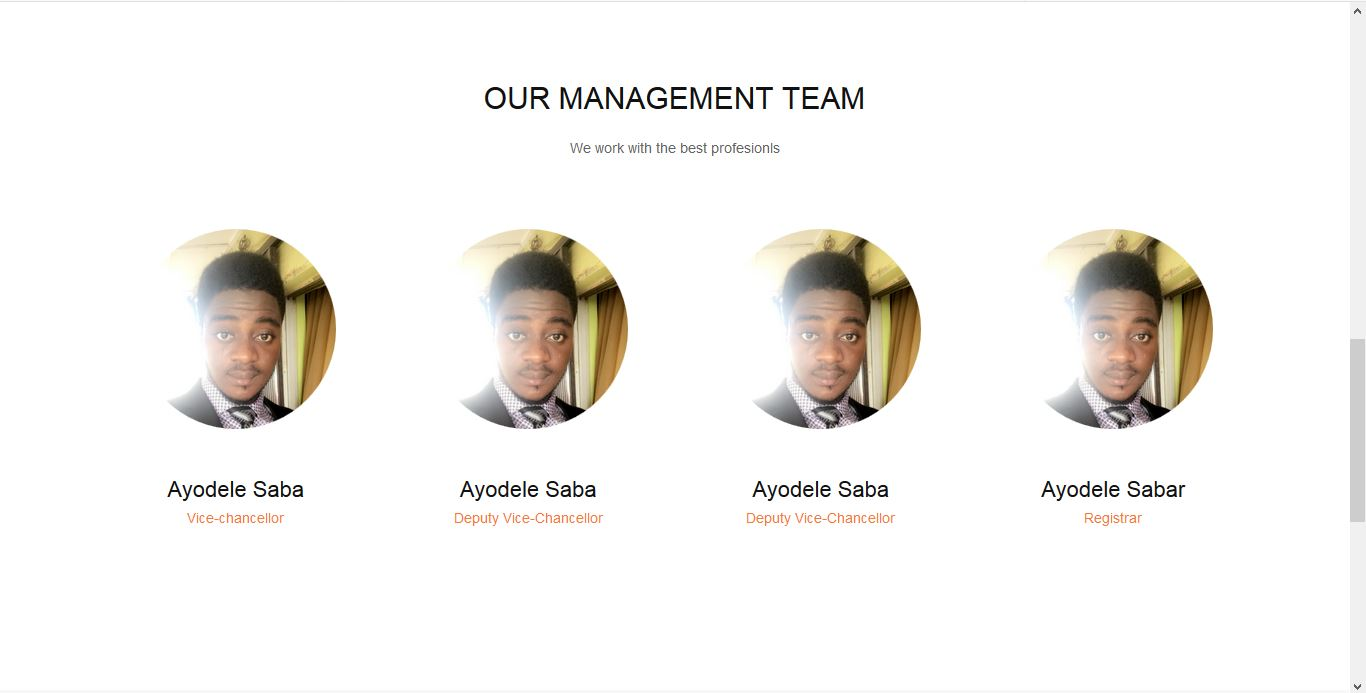 OUR MANAGEMENT TEAM
We work with the best profesionls
Ayodele Saba
Vice-chancellor
Ayodele Saba
Deputy Vice-Chancellor
Ayodele Saba
Deputy Vice-Chancellor
Ayodele Sabar
Registrar